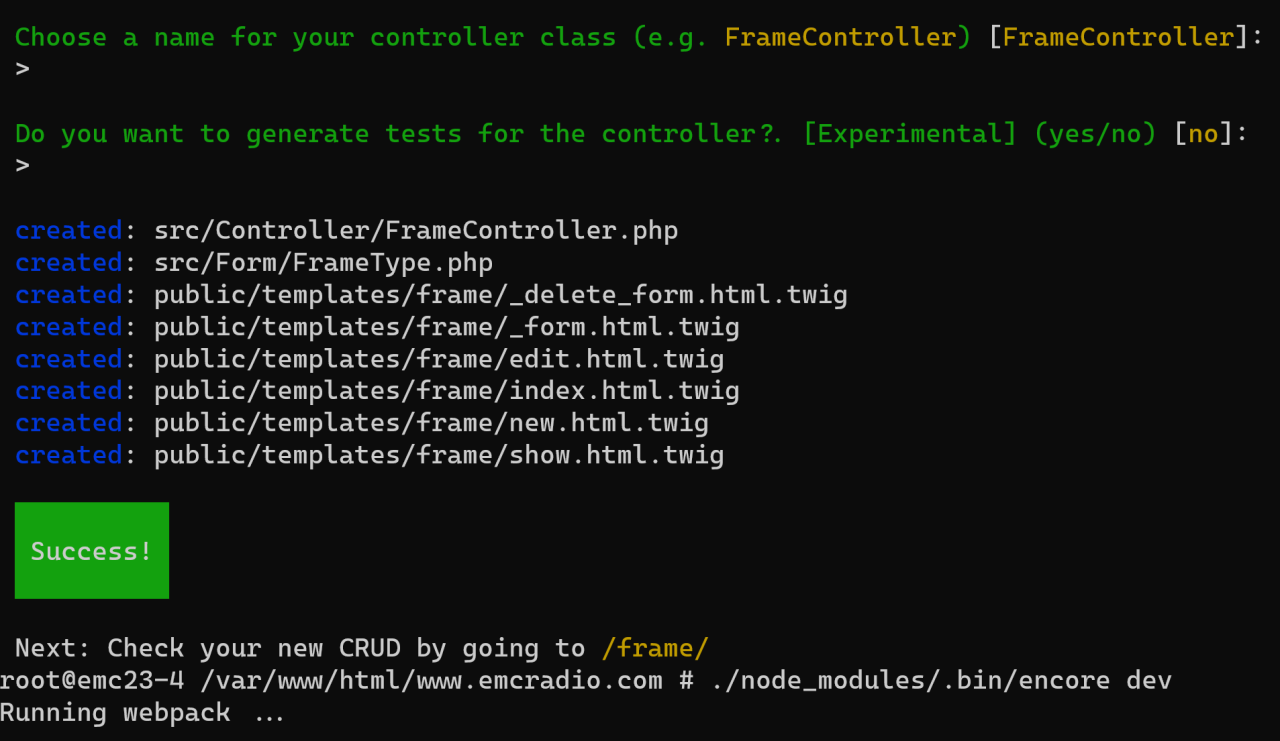 Choose a name for your controller class (e.g. FrameController) [FrameController]:
>
Do you want to generate tests for the controller?. [Experimental] (yes/no) [no]:
>
created: src/Controller/FrameController.php
created: src/Form/FrameType.php
created: public/templates/frame/_delete_form.html.twig
created: public/templates/frame/_form.html.twig
created: public/templates/frame/edit.html.twig
created: public/templates/frame/index.html.twig
created: public/templates/frame/new.html.twig
created: public/templates/frame/show.html.twig
Success!
Next: Check your new CRUD by going to /frame/
root@emc23-4 /var/www/html/www.emcradio.com # ./node_modules/.bin/encore dev
Running webpack ...